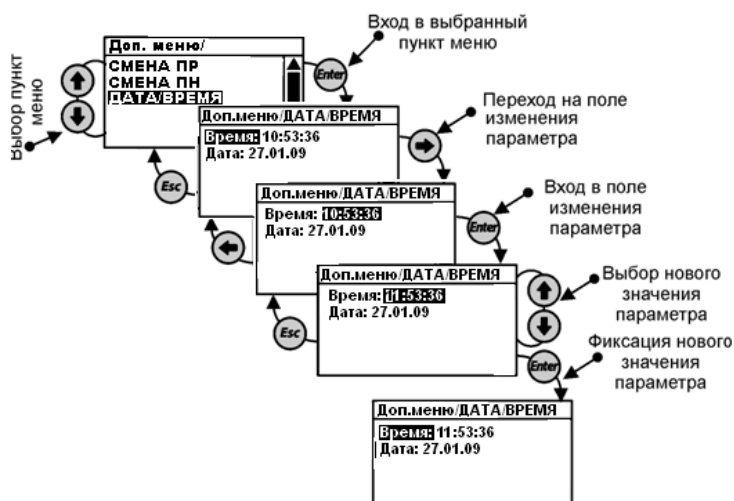 Вход в выбранный
пункт меню
Доп. меню/
СМЕНА ПР
СМЕНА ПН
ДАТА/ВРЕМЯ
Enter
Выбор пункт
меню
Переход на поле
изменения
параметра
Доп.меню/ДАТА/ВРЕМЯ
Время: 10:53:36
Дата: 27.01.09
Esc
Вход в поле
изменения
параметра
Доп.меню/ДАТА/ВРЕМЯ
Время: 10:53:36
Дата: 27.01.09
Enter
Выбор нового
значения
параметра
Доп.меню/ДАТА/ВРЕМЯ
Время: 11:53:36
Дата: 27.01.09
Esc
Фиксация нового
значения
параметра
Enter
Доп.меню/ДАТА/ВРЕМЯ
Время: 11:53:36
Дата: 27.01.09